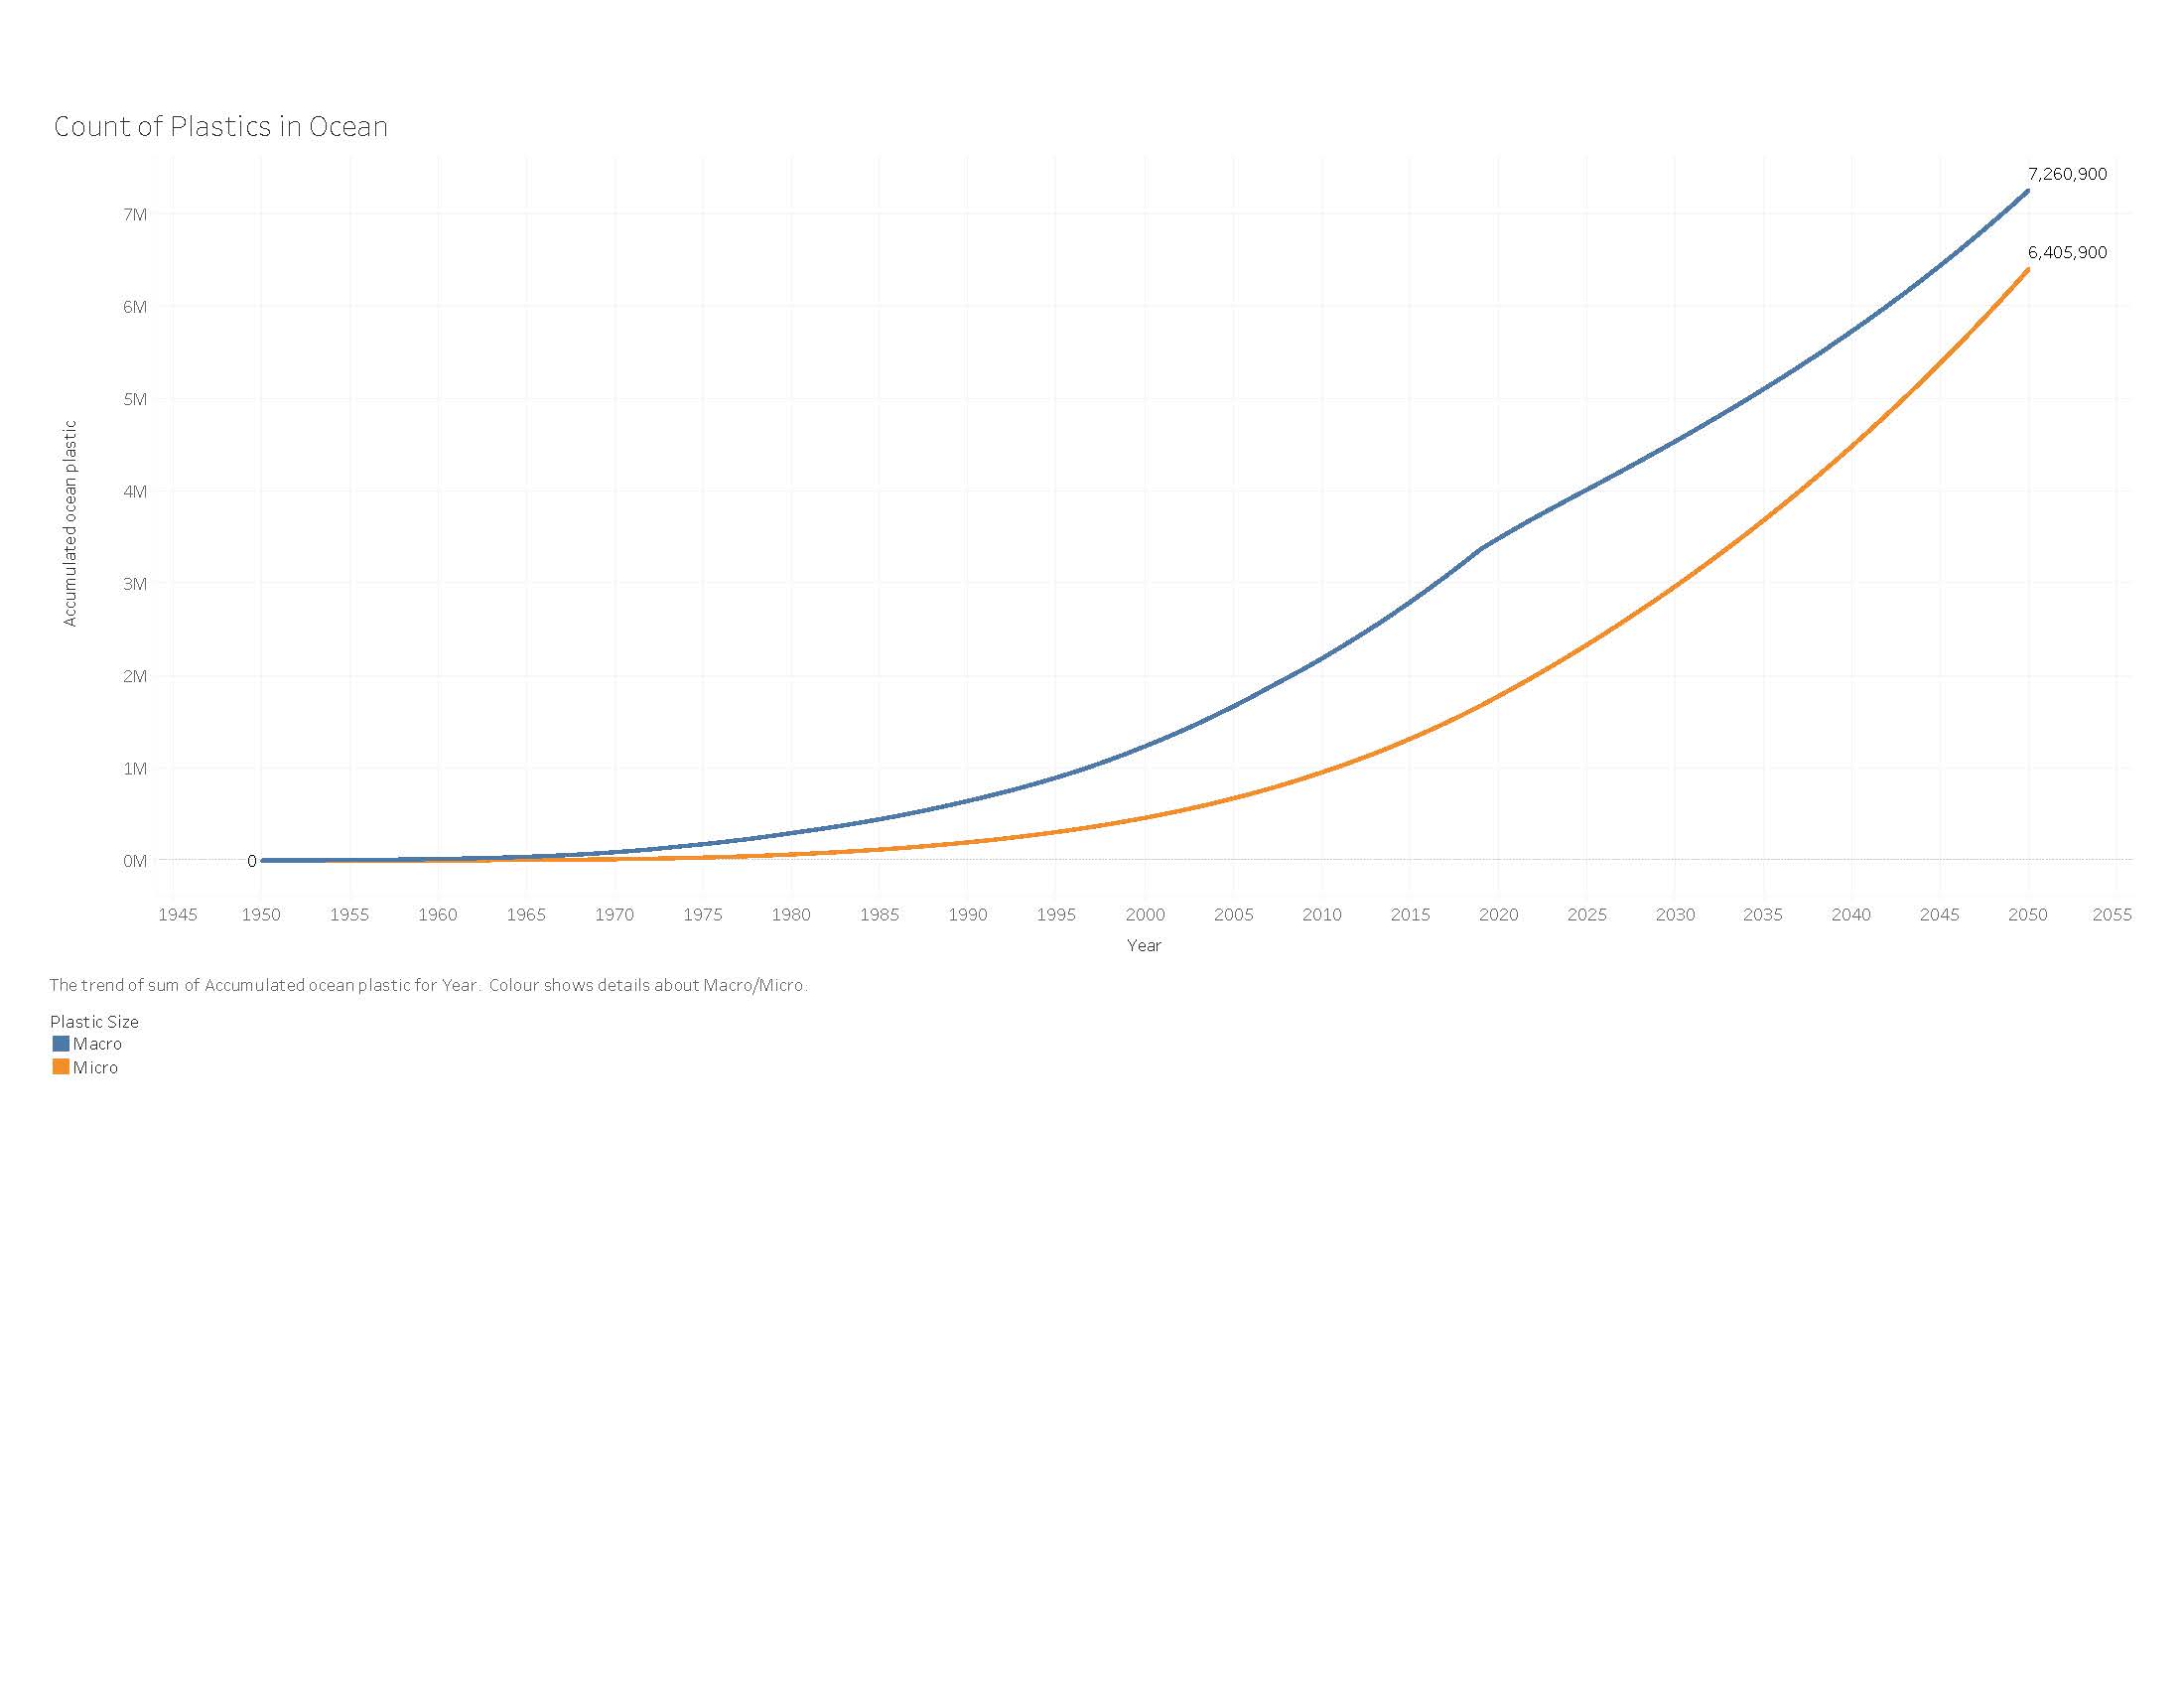 Count of Plastics in Ocean
7,260,900
6,405,900
7M
6M
5M
4M
3M
2M
1M
0M
0
Accumulated ocean plastic
1945 1950 1955 1960 1965 1970 1975 1980 1985 1990 1995 2000 2005 2010 2015 2020 2025 2030 2035 2040 2045 2050 2055
Year
The trend of sum of Accumulated ocean plastic for Year. Colour shows details about Macro/Micro.
Plastic Size
Macro
Micro